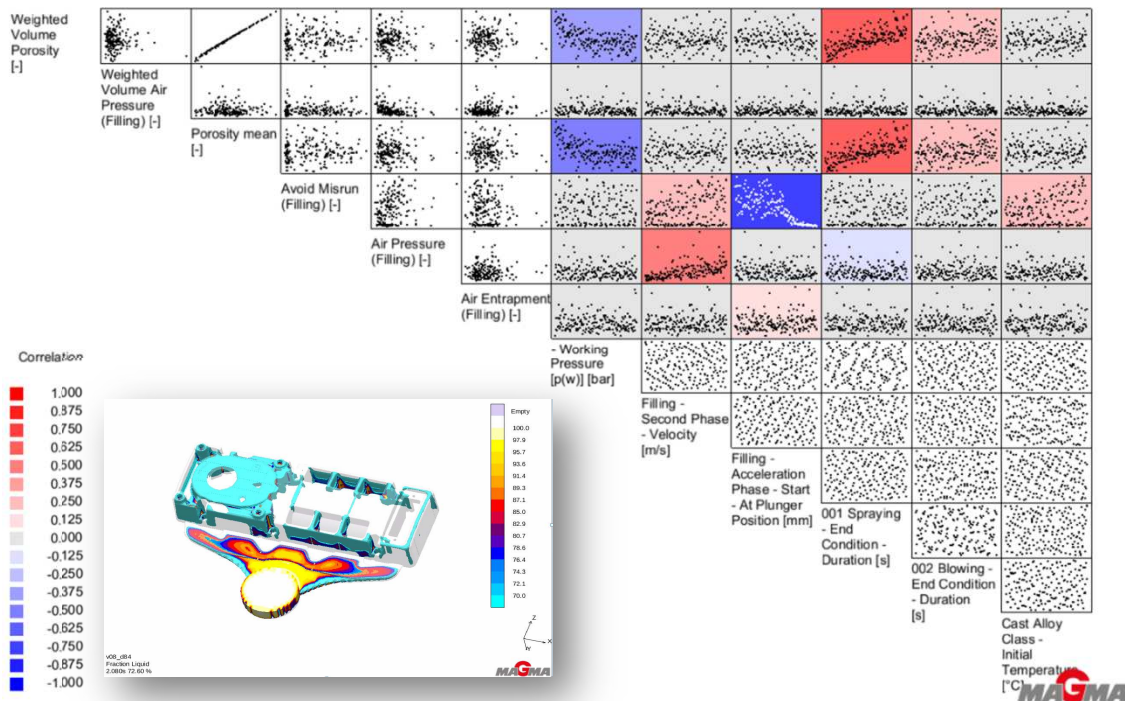 Weighted
Volume
Porosity
[-]
Weighted
Volume Air
Pressure
(Filling) [-]
Porosity mean
[-]
Avoid Misrun
(Filling) [-]
Air Pressure
(Filling) [-]
Air Entrapment
(Filling) [-]
- Working
Pressure
[p(w)] [bar]
Filling -
Second Phase
- Velocity
[m/s]
Filling -
Acceleration
Phase - Start
- At Plunger
Position [mm]
001 Spraying
- End
Condition -
Duration [s]
002 Blowing -
End Condition
- Duration
[s]
Cast Alloy
Class -
Initial
Temperature
[°C]
Correlation
1.000
0.875
0.750
0.625
0.500
0.375
0.250
0.125
0.000
-0.125
-0.250
-0.375
-0.500
-0.625
-0.750
-0.875
-1.000
Empty
100.0
97.9
95.7
93.6
91.4
89.3
87.1
85.0
82.9
80.7
78.6
76.4
74.3
72.1
70.0
Z
X
Y
v08_d84
Fraction Liquid
2.080s 72.60 %
MAGMA
MAGMA